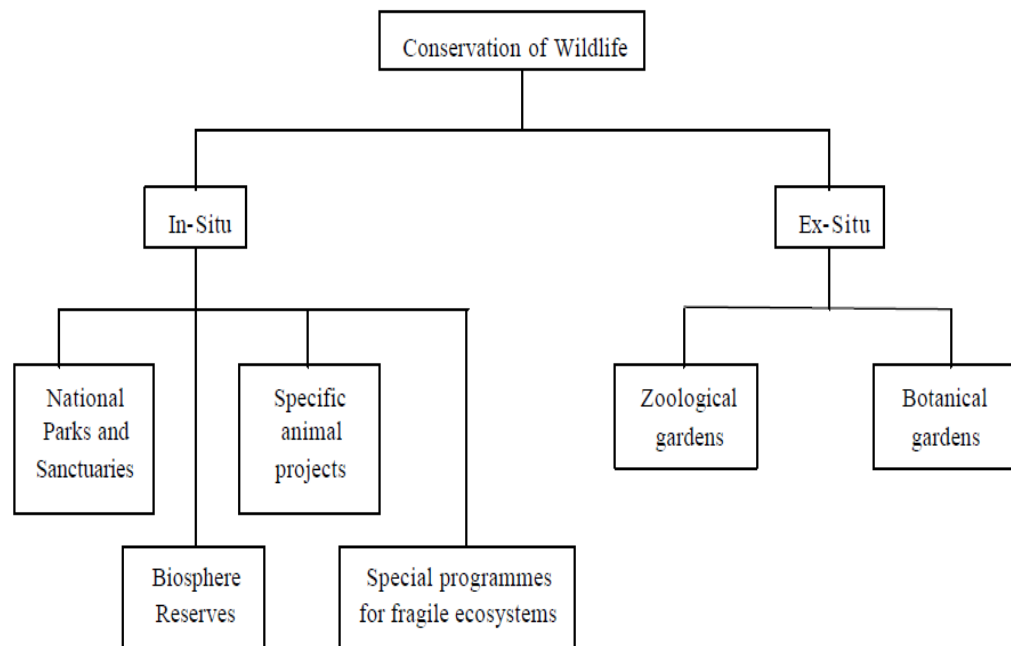 Conservation of Wildlife
In-Situ
Ex-Situ
National
Parks and
Sanctuaries
Specific
animal
projects
Zoological
gardens
Botanical
gardens
Biosphere
Reserves
Special programmes
for fragile ecosystems